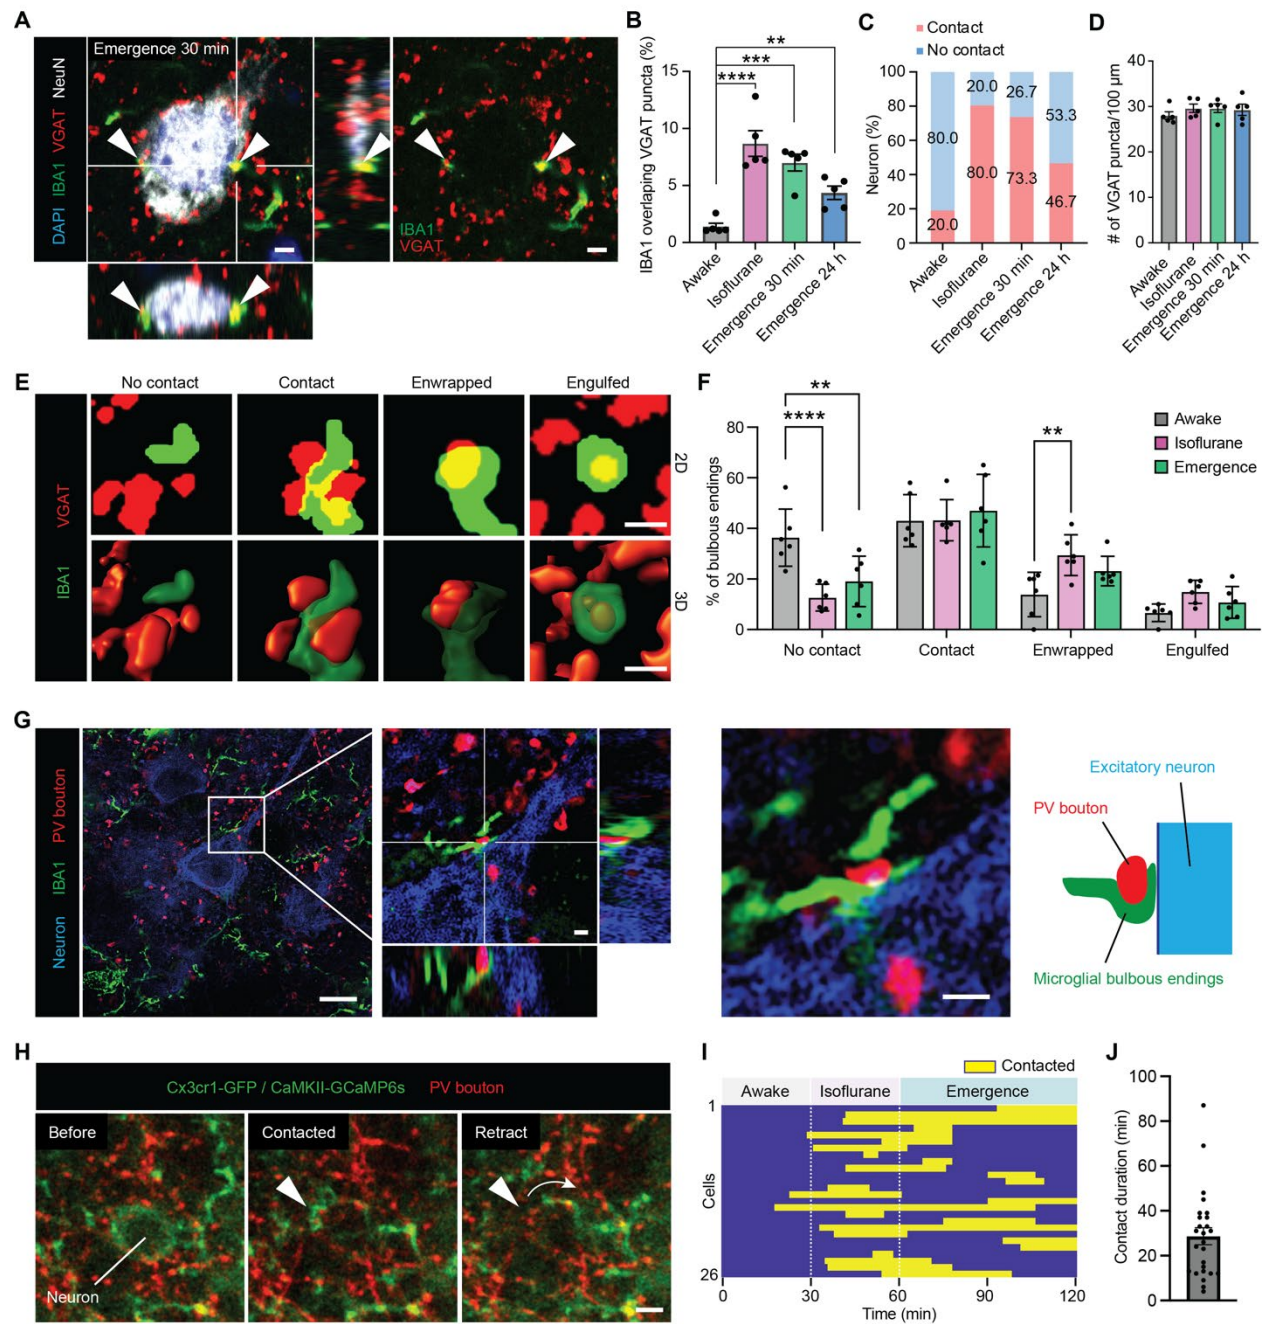 A
DAPI IBA1 VGAT NeuN
Emergence 30 min
IBA1
VGAT
B
IBA1 overlaping VGAT puncta (%)
15
10
5
0
**
***
****
Awake
Isoflurane
Emergence 30 min
Emergence 24 h
C
Contact
No contact
Neuron (%)
100
80
60
40
20
0
80.0
20.0
20.0
80.0
26.7
73.3
53.3
46.7
Awake
Isoflurane
Emergence 30 min
Emergence 24 h
D
# of VGAT puncta/100 µm
40
30
20
10
0
Awake
Isoflurane
Emergence 30 min
Emergence 24 h
E
No contact
Contact
Enwrapped
Engulfed
IBA1 VGAT
2D
3D
F
% of bulbous endings
80
60
40
20
0
**
****
**
Awake
Isoflurane
Emergence
No contact
Contact
Enwrapped
Engulfed
G
Neuron IBA1 PV bouton
Excitatory neuron
PV bouton
Microglial bulbous endings
H
Cx3cr1-GFP / CaMKII-GCaMP6s PV bouton
Before
Contacted
Retract
Neuron
I
Contacted
Awake
Isoflurane
Emergence
1
Cells
26
0
30
60
90
120
Time (min)
J
Contact duration (min)
100
80
60
40
20
0